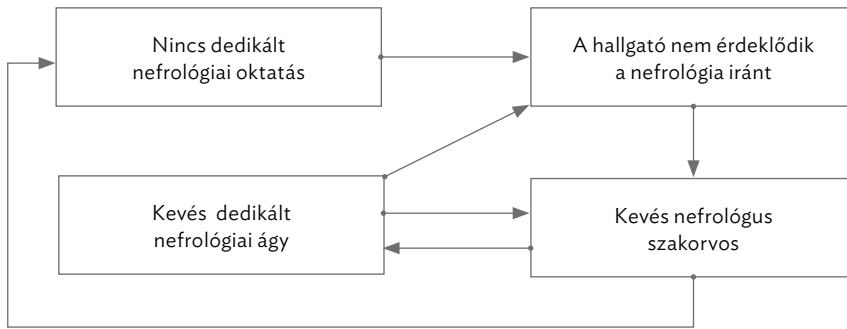 Nincs dedikált
nefrológiai oktatás
A hallgató nem érdeklődik
a nefrológia iránt
Kevés dedikált
nefrológiai ágy
Kevés nefrológus
szakorvos